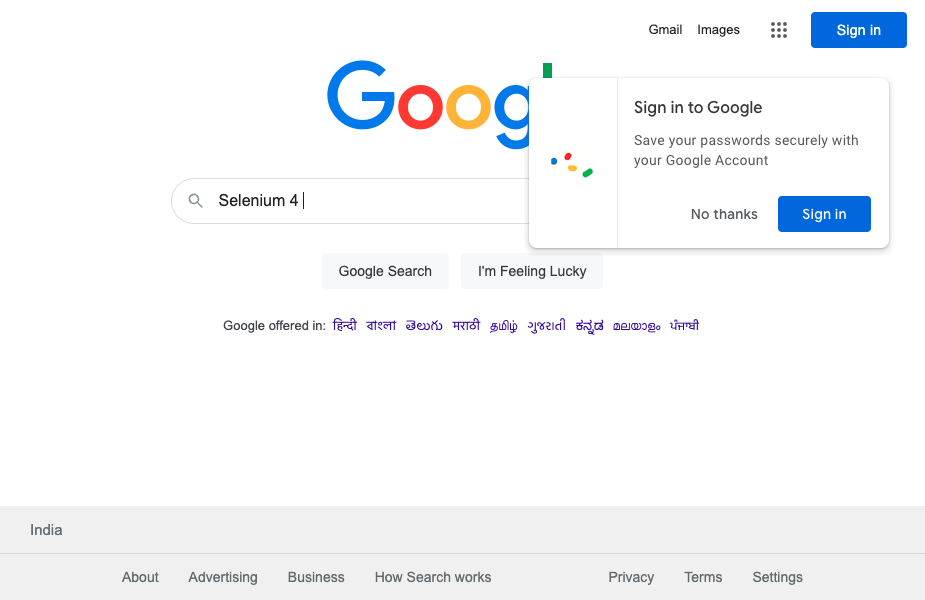 Gmail Images Sign in
Goog
Sign in to Google
Save your passwords securely with
your Google Account
No thanks Sign in
Selenium 4
Google Search I'm Feeling Lucky
Google offered in: हिन्दी বাংলা తెలుగు मराठी தமிழ் ગુજરાતી ಕನ್ನಡ മലയാളം ਪੰਜਾਬੀ
India
About Advertising Business How Search works Privacy Terms Settings